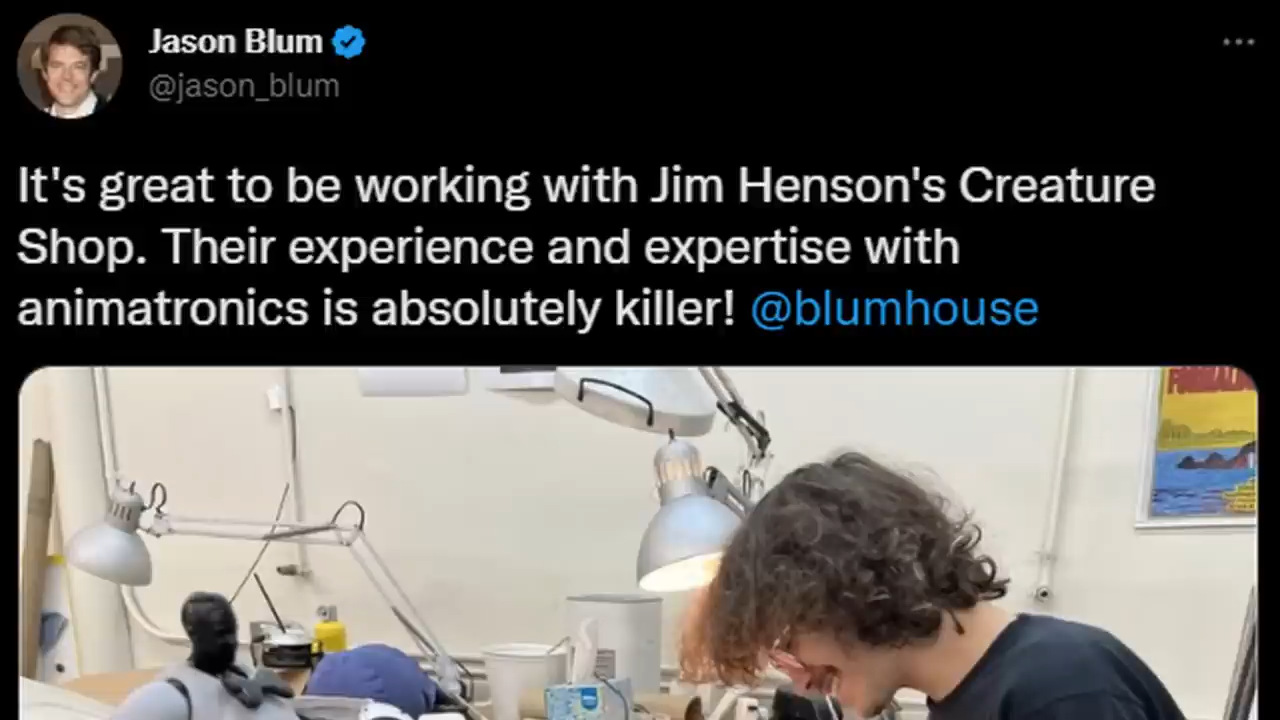 Jason Blum
@jason_blum
It's great to be working with Jim Henson's Creature
Shop. Their experience and expertise with
animatronics is absolutely killer! @blumhouse